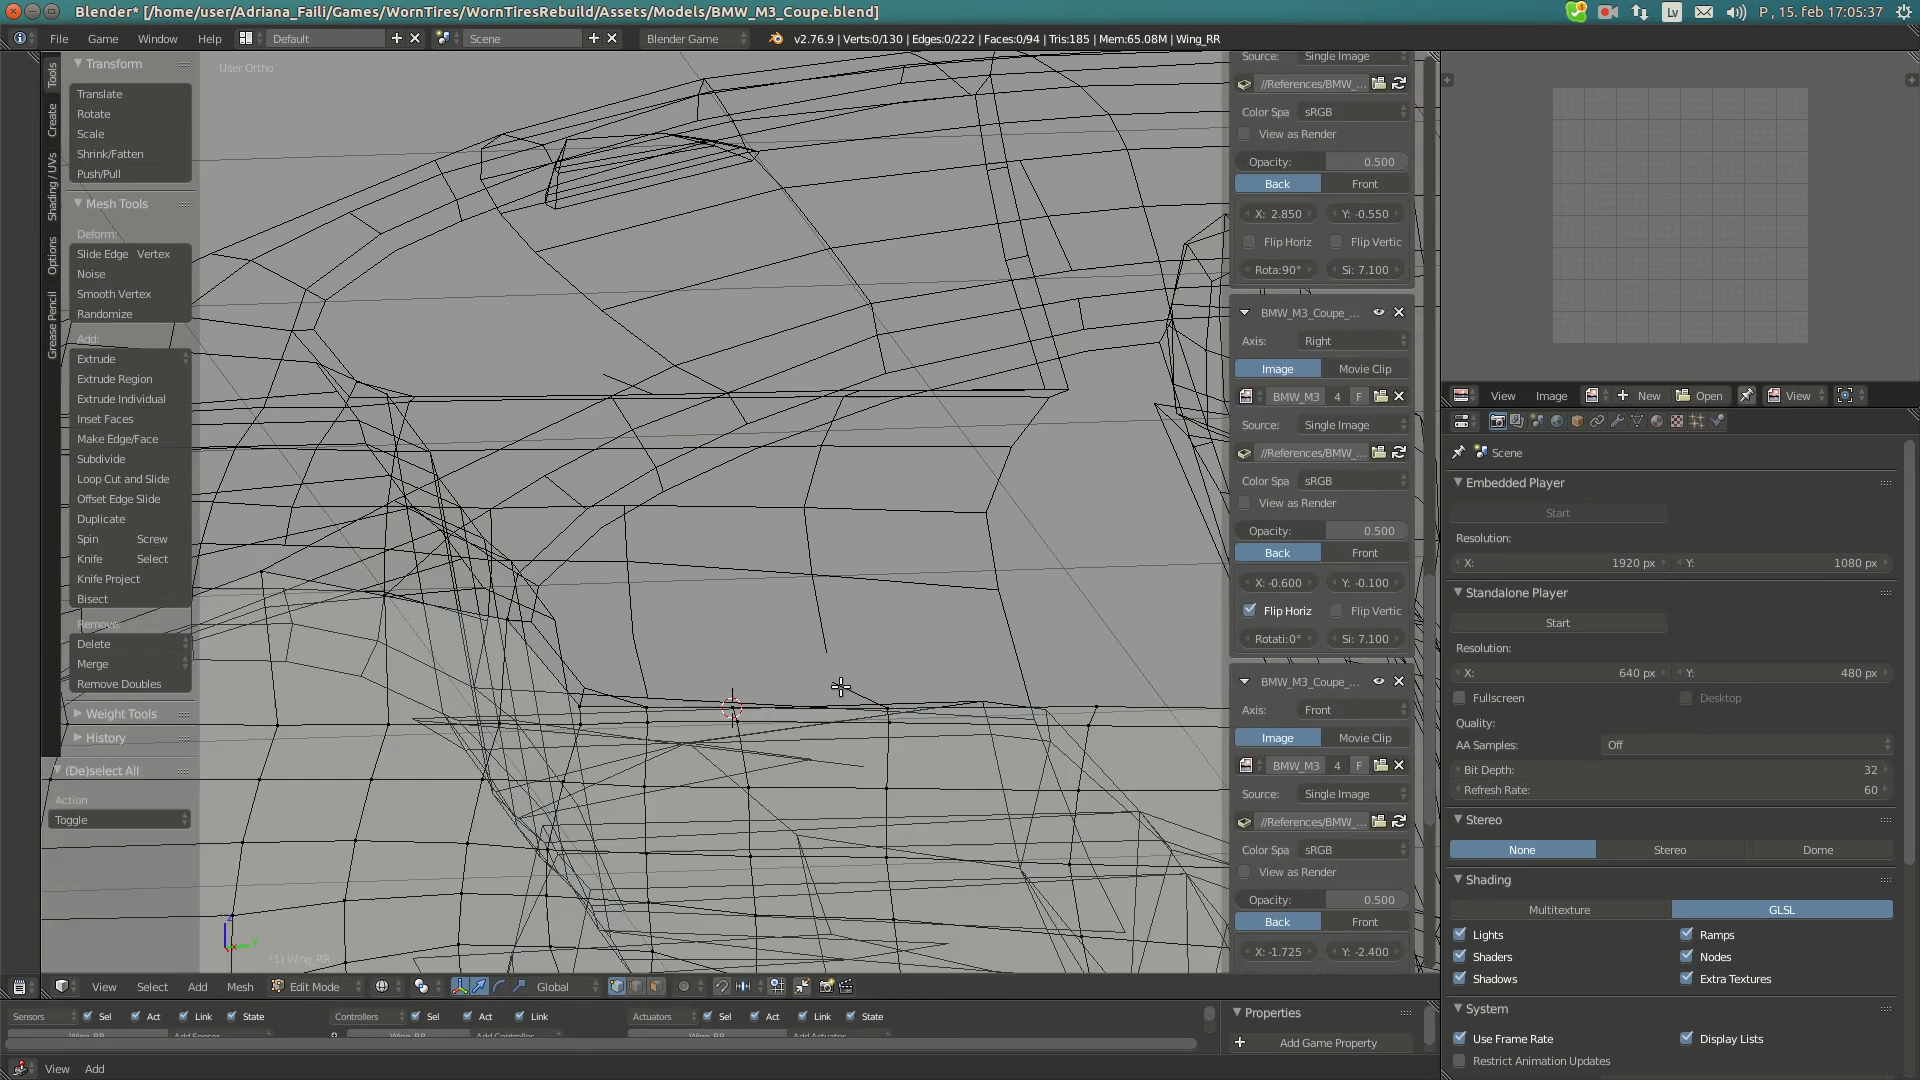 Blender* [/home/user/Adriana_Faili/Games/WornTires/WornTiresRebuild/Assets/Models/BMW_M3_Coupe.blend]
Lv
P , 15. feb 17:05:37
File Game Window Help
Default
Scene
Blender Game
v2.76.9 | Verts:0/130 | Edges:0/222 | Faces:0/94 | Tris:185 | Mem:65.08M | Wing_RR
Tools
Create
Shading / UVs
Options
Grease Pencil
Transform
Translate
Rotate
Scale
Shrink/Fatten
Push/Pull
Mesh Tools
Deform:
Slide Edge Vertex
Noise
Smooth Vertex
Randomize
Add:
Extrude
Extrude Region
Extrude Individual
Inset Faces
Make Edge/Face
Subdivide
Loop Cut and Slide
Offset Edge Slide
Duplicate
Spin Screw
Knife Select
Knife Project
Bisect
Remove:
Delete
Merge
Remove Doubles
Weight Tools
History
(De)select All
Action
Toggle
User Ortho
(1) Wing_RR
Source: Single Image
//References/BMW_...
Color Spa sRGB
View as Render
Opacity: 0.500
Back Front
X: 2.850 Y: -0.550
Flip Horiz Flip Vertic
Rota:90° Si: 7.100
BMW_M3_Coupe_...
Axis: Right
Image Movie Clip
BMW_M3 4 F
Source: Single Image
//References/BMW_...
Color Spa sRGB
View as Render
Opacity: 0.500
Back Front
X: -0.600 Y: -0.100
Flip Horiz Flip Vertic
Rotati:0° Si: 7.100
BMW_M3_Coupe_...
Axis: Front
Image Movie Clip
BMW_M3 4 F
Source: Single Image
//References/BMW_...
Color Spa sRGB
View as Render
Opacity: 0.500
Back Front
X: -1.725 Y: -2.400
View Image New Open View
Scene
Embedded Player
Start
Resolution:
X: 1920 px Y: 1080 px
Standalone Player
Start
Resolution:
X: 640 px Y: 480 px
Fullscreen Desktop
Quality:
AA Samples: Off
Bit Depth: 32
Refresh Rate: 60
Stereo
None Stereo Dome
Shading
Multitexture GLSL
Lights Ramps
Shaders Nodes
Shadows Extra Textures
System
Use Frame Rate Display Lists
Restrict Animation Updates
View Select Add Mesh Edit Mode Global
Sensors Sel Act Link State
Controllers Sel Act Link
Actuators Sel Act Link State
Wing_RR Add Sensor Wing_RR Add Controller Wing_RR Add Actuator
Properties
Add Game Property
View Add